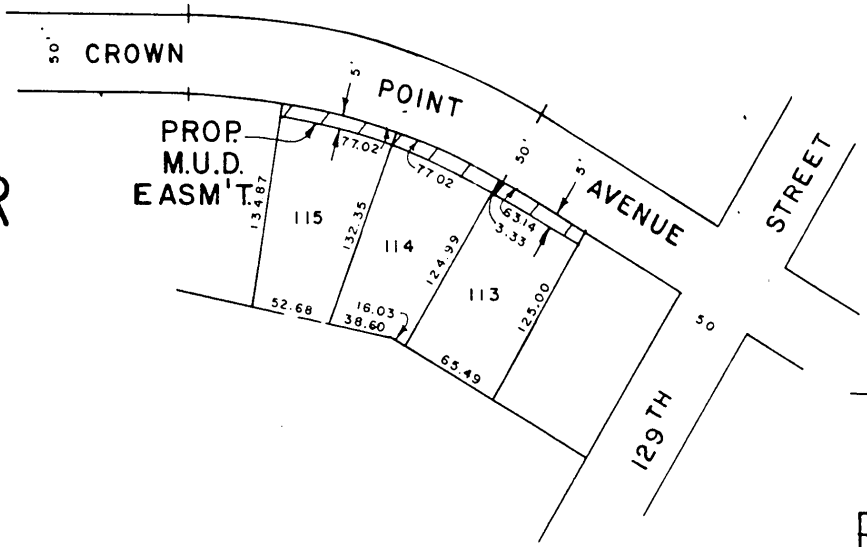 50'
CROWN
POINT
AVENUE
STREET
129TH
50
5'
50'
5'
PROP.
M.U.D.
EASM'T.
77.02
77.02
63.14
3.33
134.87
115
132.35
114
124.99
113
125.00
52.68
16.03
38.60
65.49
R